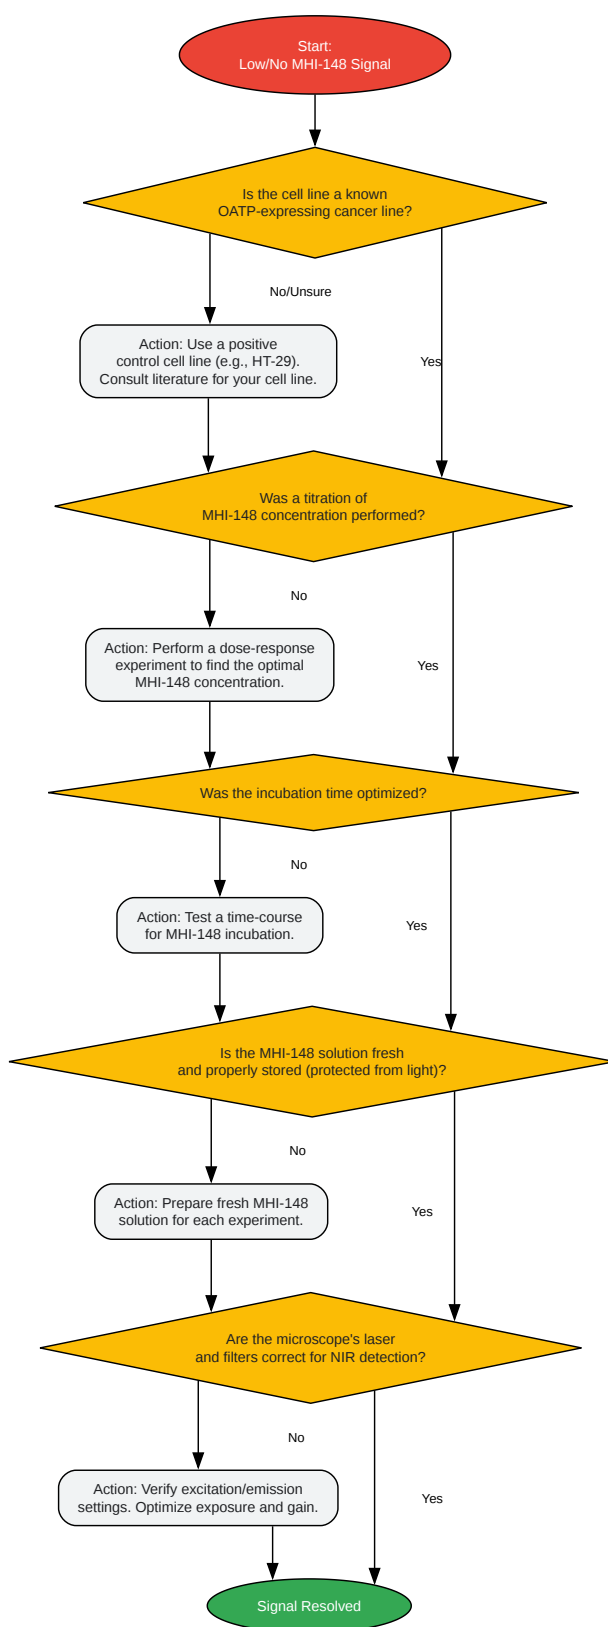 Start:
Low/No MHI-148 Signal
Is the cell line a known
OATP-expressing cancer line?
No/Unsure
Action: Use a positive
control cell line (e.g., HT-29).
Consult literature for your cell line.
Yes
Was a titration of
MHI-148 concentration performed?
No
Action: Perform a dose-response
experiment to find the optimal
MHI-148 concentration.
Yes
Was the incubation time optimized?
No
Action: Test a time-course
for MHI-148 incubation.
Yes
Is the MHI-148 solution fresh
and properly stored (protected from light)?
No
Action: Prepare fresh MHI-148
solution for each experiment.
Yes
Are the microscope's laser
and filters correct for NIR detection?
No
Action: Verify excitation/emission
settings. Optimize exposure and gain.
Yes
Signal Resolved